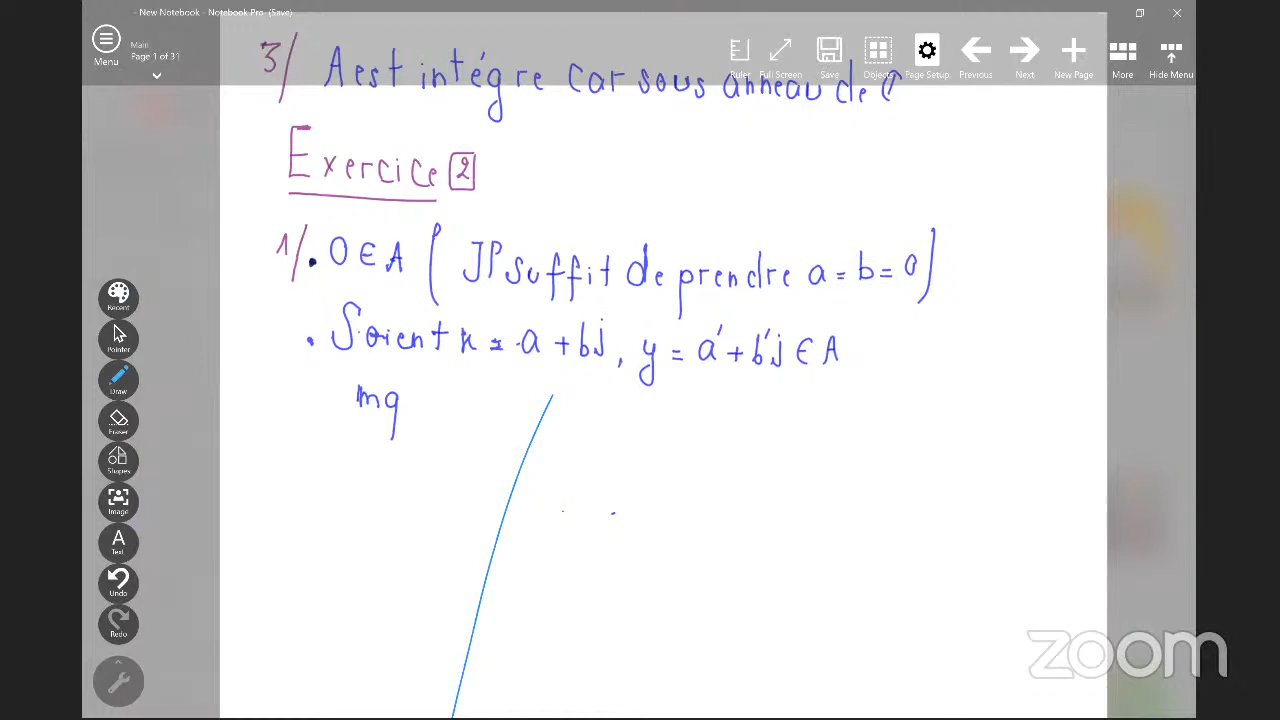 - New Notebook - Notebook Pro- (Save)
Menu
Main
Page 1 of 31
Ruler
Full Screen
Save
Objects
Page Setup
Previous
Next
New Page
More
Hide Menu
3/ A est intégre car sous anneau de ℂ
Exercice 2
1/ . 0 ∈ A ( JP suffit de prendre a = b = 0 )
. Soient x = a + bj, y = a' + b'j ∈ A
mq
Recent
Pointer
Draw
Eraser
Shapes
Image
A
Text
Undo
Redo
zoom